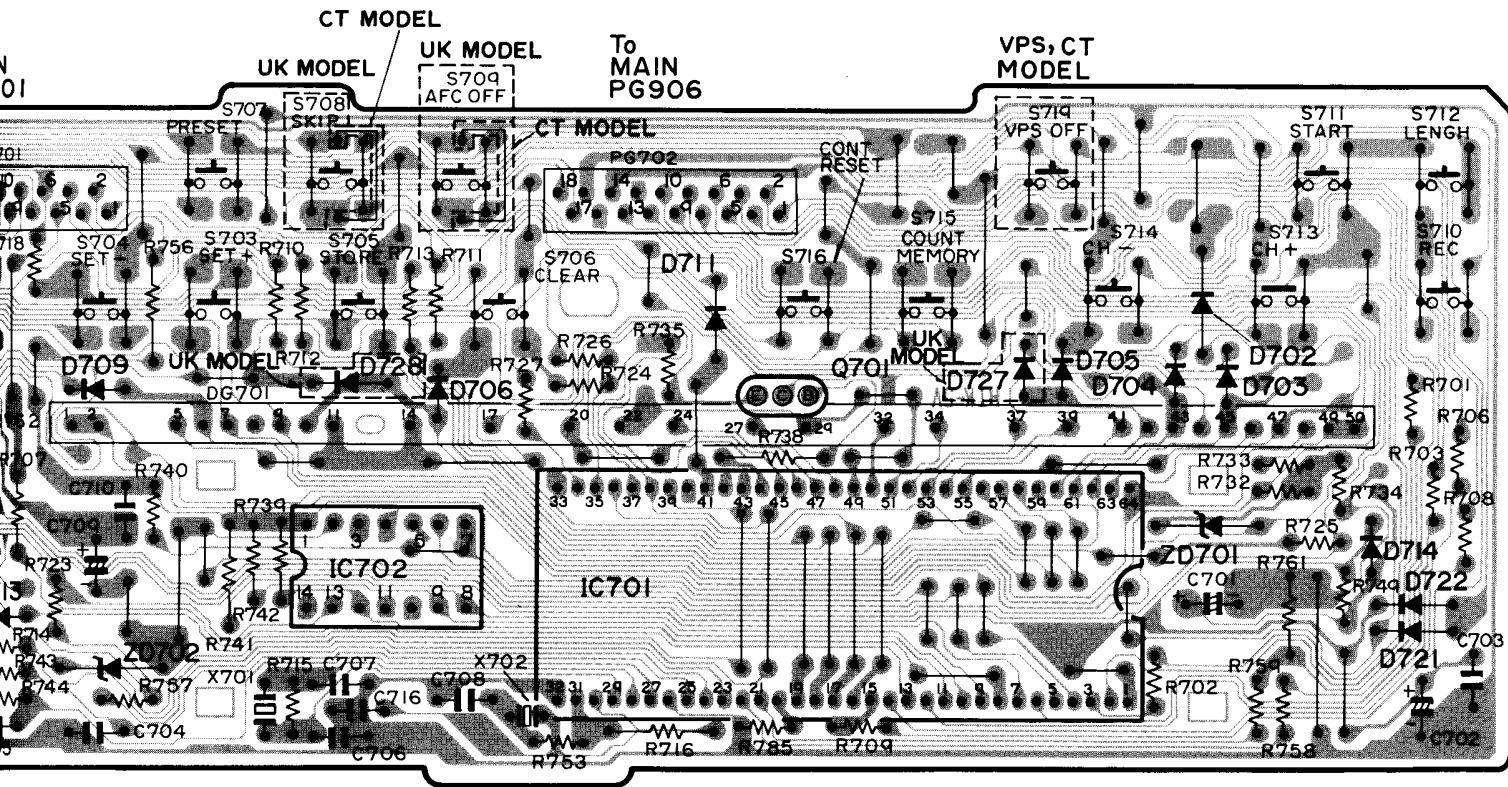 CT MODEL
UK MODEL
To
MAIN
PG906
VPS, CT
MODEL
N
01
UK MODEL
S709
AFC OFF
S707
PRESET
S708
SKIP
CT MODEL
S719
VPS OFF
S711
START
S712
LENGH
CONT
RESET
701
PG702
10 6 2
5 1
18 14 10 6 2
17 13 9 5 1
718
S704
SET -
R756
S703
SET +
R710
S705
STORE
R713
R711
S706
CLEAR
D711
S716
S715
COUNT
MEMORY
S714
CH -
S713
CH +
S710
REC
D709
UK MODEL
R712
D728
D706
R727
R726
R724
R735
Q701
UK
MODEL
D727
D705
D704
D702
D703
R701
R706
DG701
E C B
1 2 5 7 9 11 14 17 20 22 24 27 29 32 34 37 39 41 43 45 47 49 50
R738
R707
R740
C710
C709
R739
R733
R732
R703
R734
R708
33 35 37 39 41 43 45 47 49 51 53 55 57 59 61 63 64
1 3 5 7
IC702
14 13 11 9 8
IC701
ZD701
R725
D714
R723
R761
R749
D722
C701
13
R742
R741
R714
R743
R744
ZD702
R757
X701
R715
C707
C716
C708
X702
C703
D721
R759
R702
32 31 29 27 25 23 21 19 17 15 13 11 9 7 5 3 1
C704
C706
R753
R716
R785
R709
R758
C702